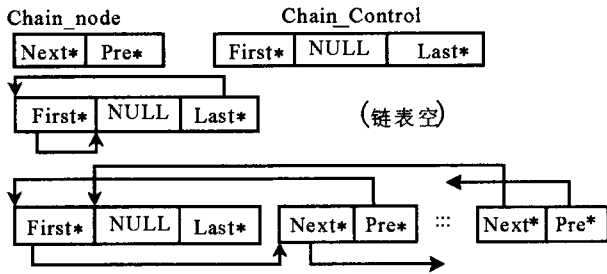 Chain_node Chain_Control
Next* Pre* First* NULL Last*
First* NULL Last* (链表空)
First* NULL Last* Next* Pre* ::: Next* Pre*